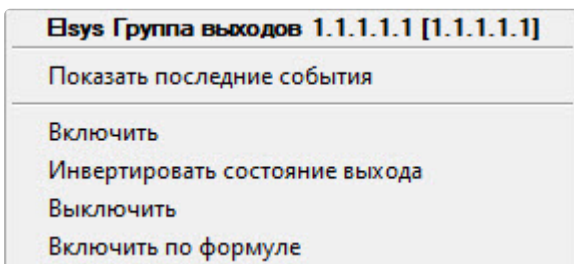 Elsys Группа выходов 1.1.1.1.1 [1.1.1.1.1]
Показать последние события
Включить
Инвертировать состояние выхода
Выключить
Включить по формуле